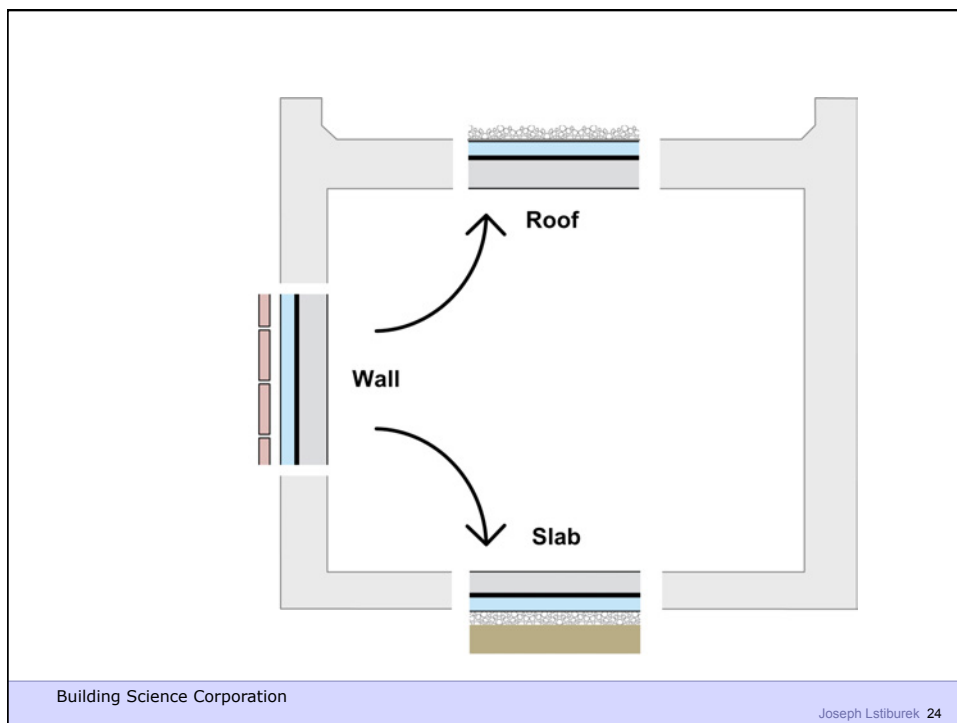 Roof
Wall
Slab
Building Science Corporation
Joseph Lstiburek 24